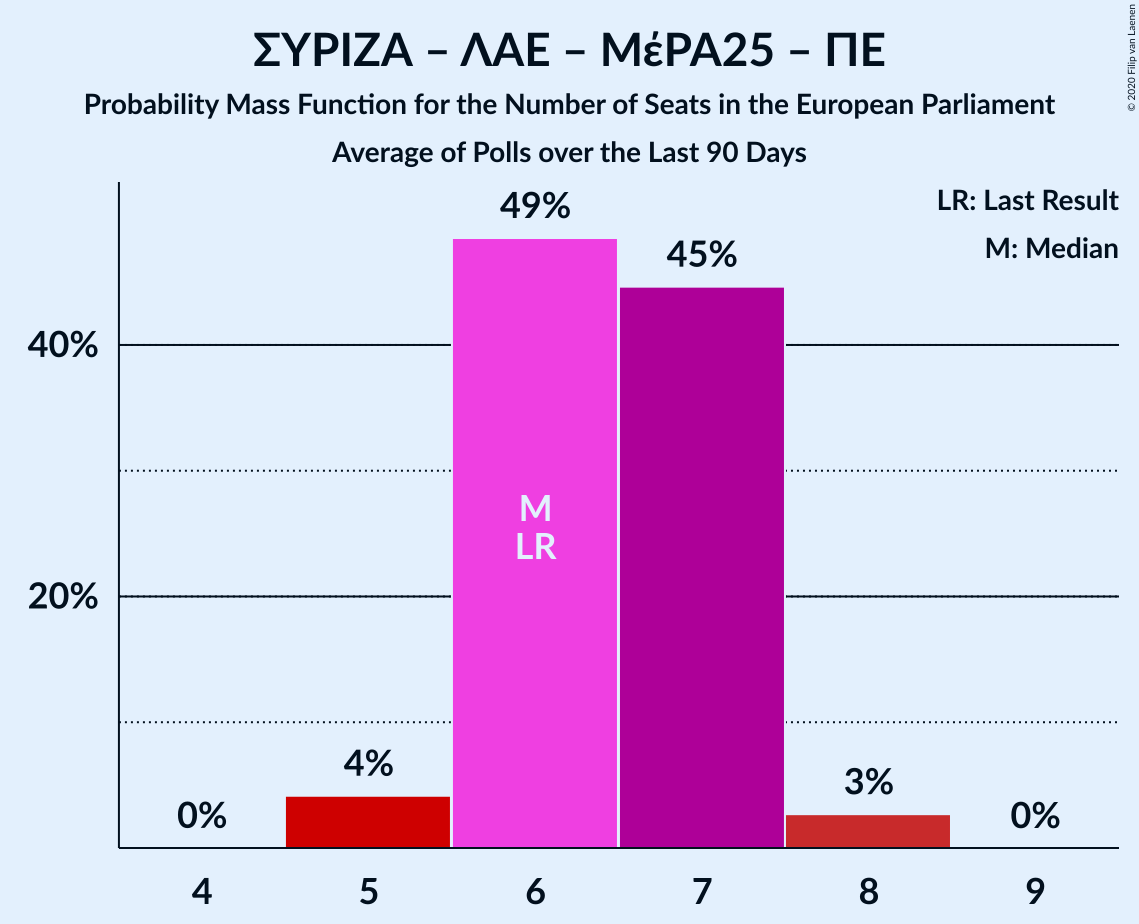 ΣΥΡΙΖΑ – ΛΑΕ – ΜέΡΑ25 – ΠΕ
Probability Mass Function for the Number of Seats in the European Parliament
Average of Polls over the Last 90 Days
© 2020 Filip van Laenen
LR: Last Result
M: Median
49%
45%
40%
M
LR
20%
4%
3%
0%
0%
4 5 6 7 8 9